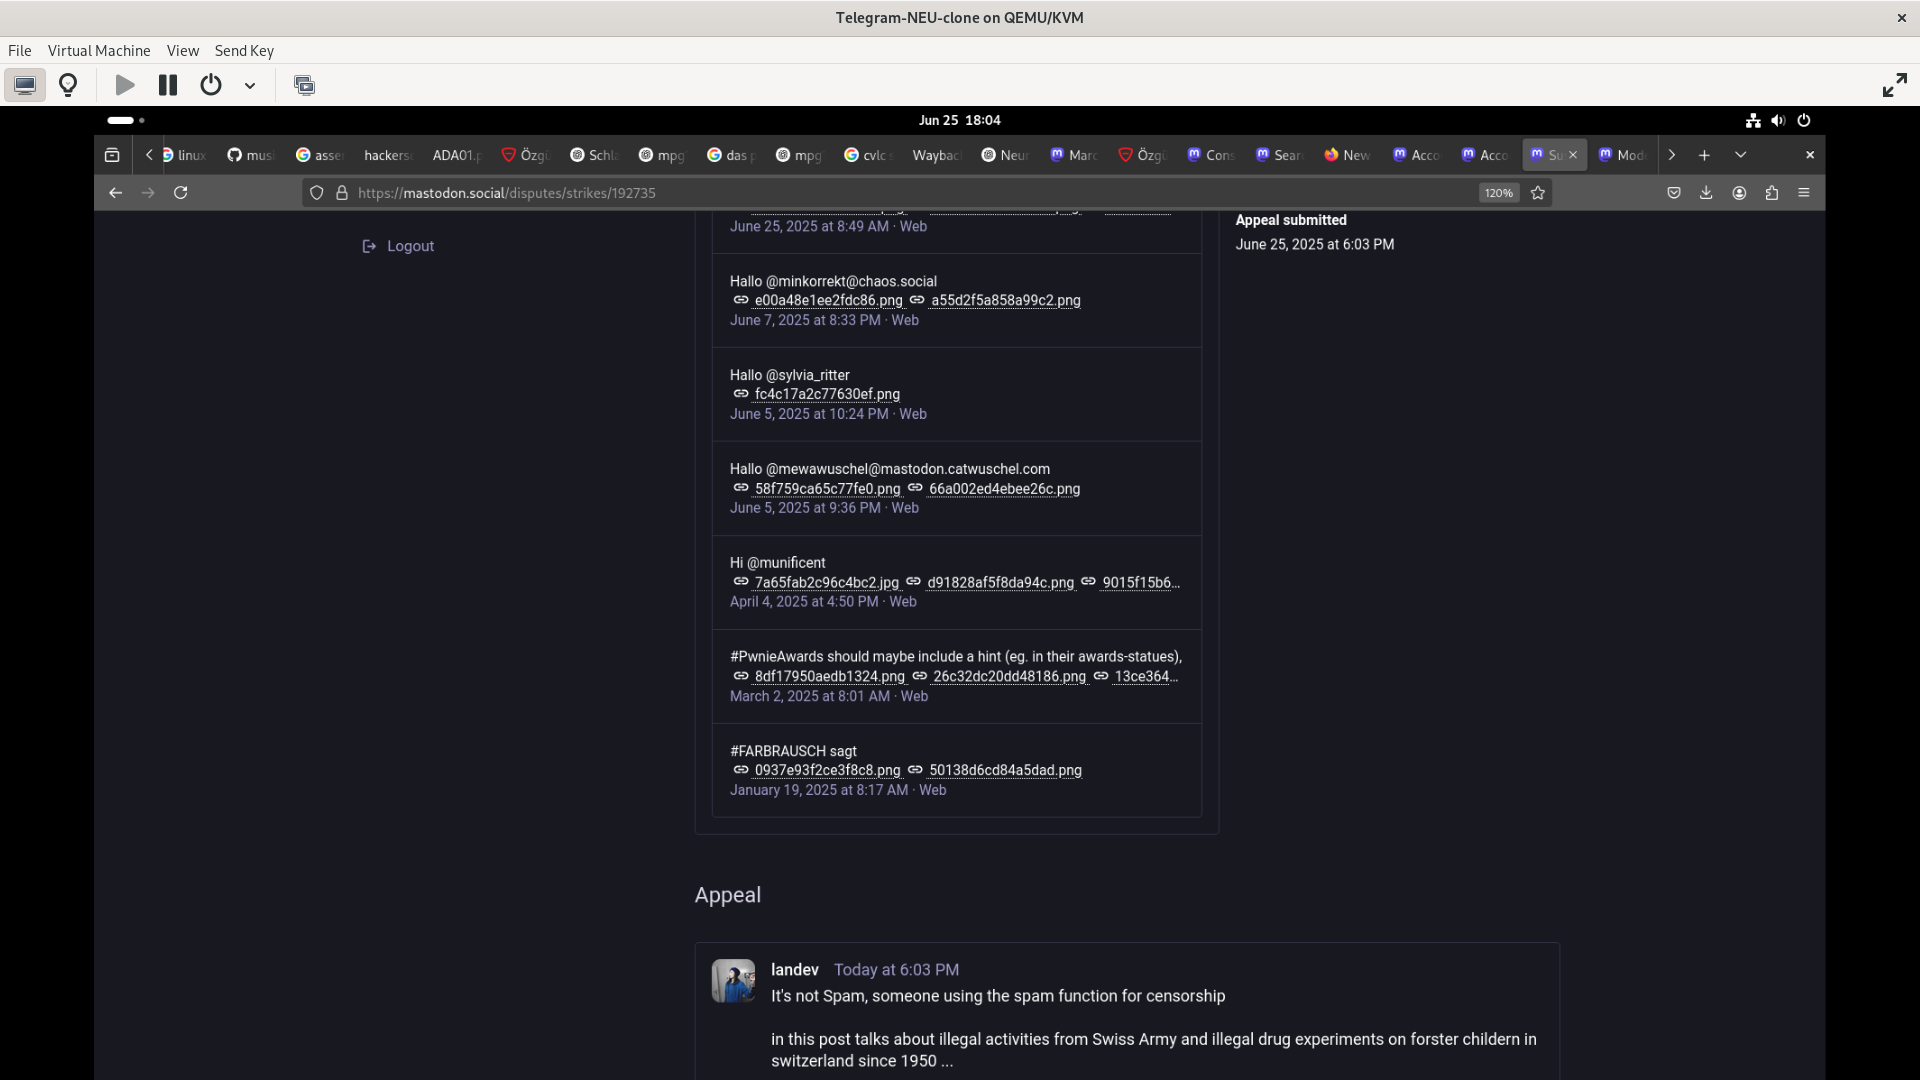 Telegram-NEU-clone on QEMU/KVM
File Virtual Machine View Send Key
Jun 25 18:04
linux
mus
asse
hackers
ADA01.p
Özgü
Schla
mpg
das p
mpg
cvlc
Wayba
Neur
Marc
Özgü
Cons
Sear
New
Acco
Acco
Su
Mod
https://mastodon.social/disputes/strikes/192735
120%
Logout
June 25, 2025 at 8:49 AM · Web
Hallo @minkorrekt@chaos.social
e00a48e1ee2fdc86.png a55d2f5a858a99c2.png
June 7, 2025 at 8:33 PM · Web
Hallo @sylvia_ritter
fc4c17a2c77630ef.png
June 5, 2025 at 10:24 PM · Web
Hallo @mewawuschel@mastodon.catwuschel.com
58f759ca65c77fe0.png 66a002ed4ebee26c.png
June 5, 2025 at 9:36 PM · Web
Hi @munificent
7a65fab2c96c4bc2.jpg d91828af5f8da94c.png 9015f15b6...
April 4, 2025 at 4:50 PM · Web
#PwnieAwards should maybe include a hint (eg. in their awards-statues),
8df17950aedb1324.png 26c32dc20dd48186.png 13ce364...
March 2, 2025 at 8:01 AM · Web
#FARBRAUSCH sagt
0937e93f2ce3f8c8.png 50138d6cd84a5dad.png
January 19, 2025 at 8:17 AM · Web
Appeal submitted
June 25, 2025 at 6:03 PM
Appeal
landev Today at 6:03 PM
It's not Spam, someone using the spam function for censorship
in this post talks about illegal activities from Swiss Army and illegal drug experiments on forster childern in
switzerland since 1950 ...